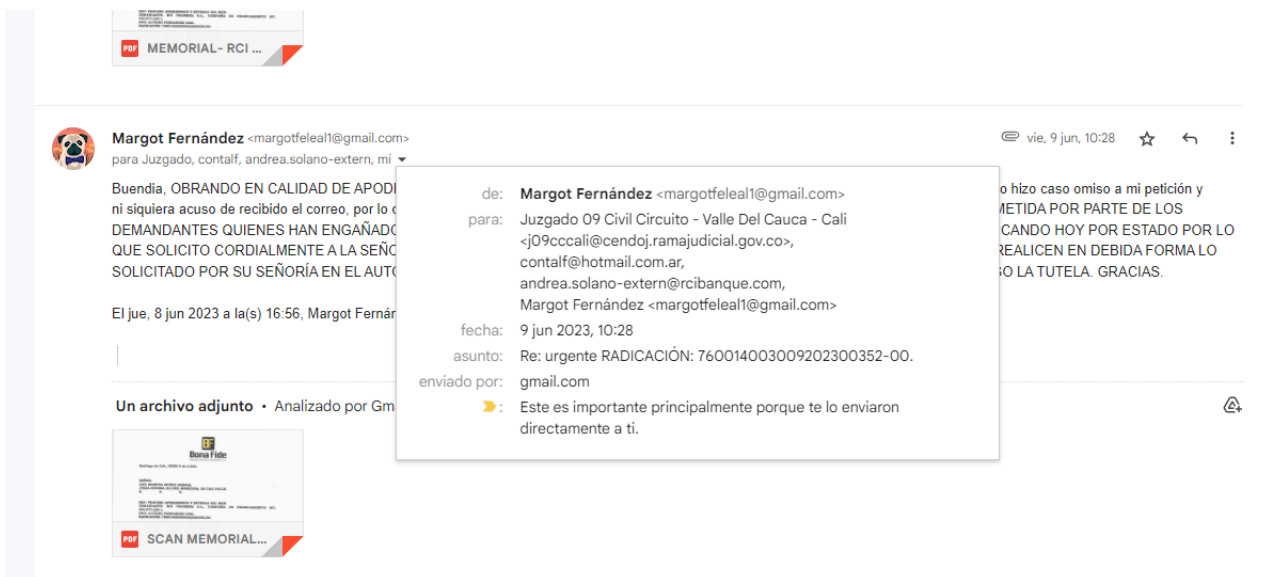 MEMORIAL- RCI ...
Margot Fernández <margotfeleal1@gmail.com>
vie, 9 jun, 10:28
para Juzgado, contalf, andrea.solano-extern, mí
Buendia, OBRANDO EN CALIDAD DE APODI
o hizo caso omiso a mi petición y
ni siquiera acuso de recibido el correo, por lo
METIDA POR PARTE DE LOS
DEMANDANTES QUIENES HAN ENGAÑADO
CANDO HOY POR ESTADO POR LO
QUE SOLICITO CORDIALMENTE A LA SEÑO
REALICEN EN DEBIDA FORMA LO
SOLICITADO POR SU SEÑORÍA EN EL AUTO
O LA TUTELA. GRACIAS.
El jue, 8 jun 2023 a la(s) 16:56, Margot Fernár
de: Margot Fernández <margotfeleal1@gmail.com>
para: Juzgado 09 Civil Circuito - Valle Del Cauca - Cali
<j09cccali@cendoj.ramajudicial.gov.co>,
contalf@hotmail.com.ar,
andrea.solano-extern@rcibanque.com,
Margot Fernández <margotfeleal1@gmail.com>
fecha: 9 jun 2023, 10:28
asunto: Re: urgente RADICACIÓN: 760014003009202300352-00.
enviado por: gmail.com
: Este es importante principalmente porque te lo enviaron
directamente a ti.
Un archivo adjunto • Analizado por Gm
BF
Bona Fide
SCAN MEMORIAL...